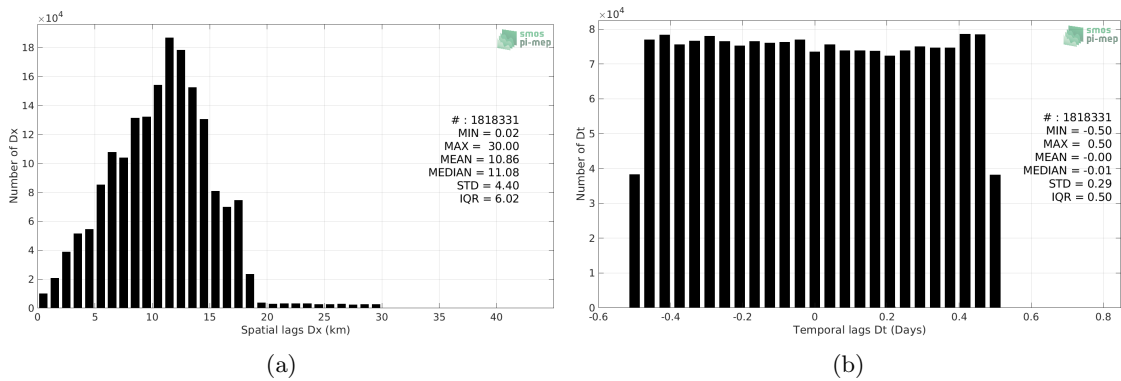 ×10⁴
18
16
14
12
10
8
6
4
2
0
Number of Dx
0 5 10 15 20 25 30 35 40
Spatial lags Dx (km)
smos
pi-mep
# : 1818331
MIN = 0.02
MAX = 30.00
MEAN = 10.86
MEDIAN = 11.08
STD = 4.40
IQR = 6.02
(a)
×10⁴
8
7
6
5
4
3
2
1
0
Number of Dt
-0.6 -0.4 -0.2 0 0.2 0.4 0.6 0.8
Temporal lags Dt (Days)
smos
pi-mep
# : 1818331
MIN = -0.50
MAX = 0.50
MEAN = -0.00
MEDIAN = -0.01
STD = 0.29
IQR = 0.50
(b)